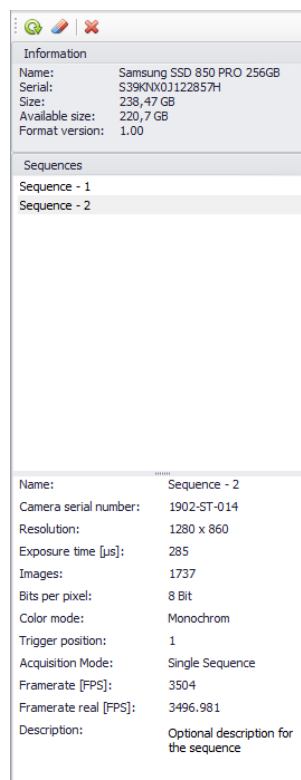 Information
Name: Samsung SSD 850 PRO 256GB
Serial: S39KNX0J122857H
Size: 238,47 GB
Available size: 220,7 GB
Format version: 1.00
Sequences
Sequence - 1
Sequence - 2
Name: Sequence - 2
Camera serial number: 1902-ST-014
Resolution: 1280 x 860
Exposure time [µs]: 285
Images: 1737
Bits per pixel: 8 Bit
Color mode: Monochrom
Trigger position: 1
Acquisition Mode: Single Sequence
Framerate [FPS]: 3504
Framerate real [FPS]: 3496.981
Description: Optional description for
the sequence